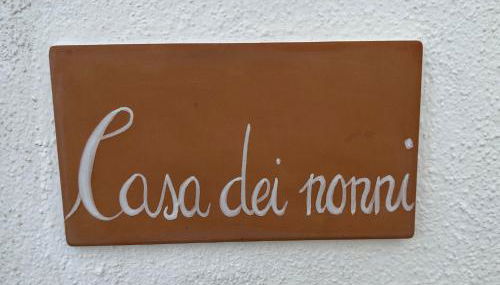 Casa dei nonni